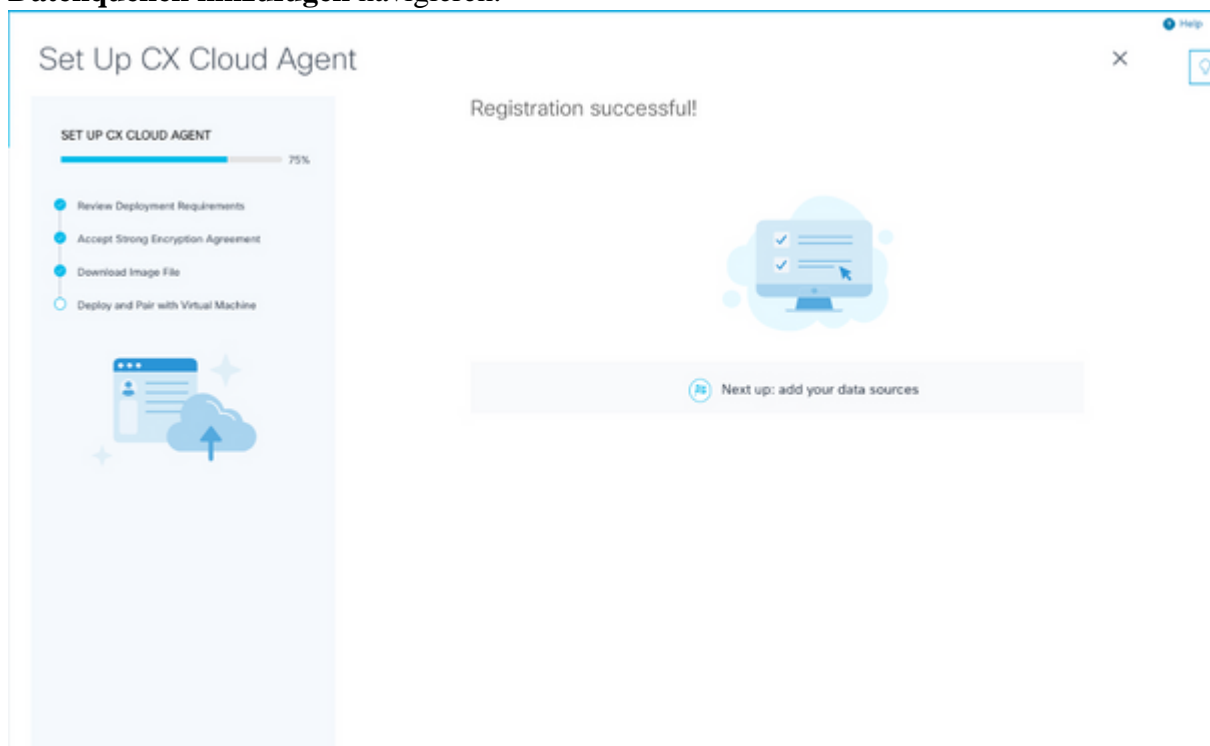 Datenquellen hinzufügen navigieren.
Help
Set Up CX Cloud Agent
Registration successful!
SET UP CX CLOUD AGENT
75%
Review Deployment Requirements
Accept Strong Encryption Agreement
Download Image File
Deploy and Pair with Virtual Machine
Next up: add your data sources